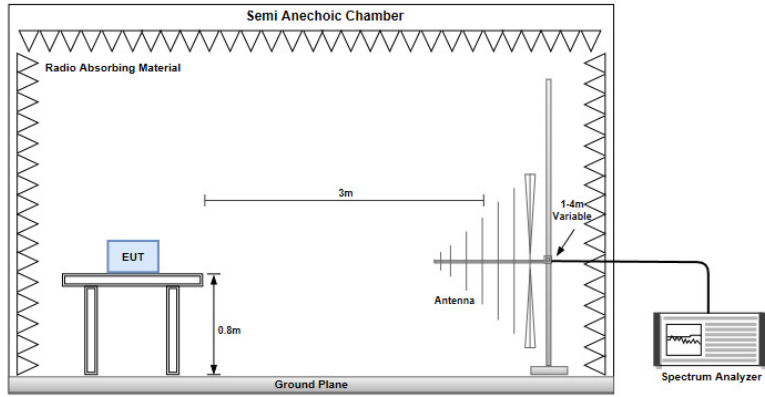 Semi Anechoic Chamber
Radio Absorbing Material
3m
1-4m
Variable
EUT
Antenna
0.8m
Ground Plane
Spectrum Analyzer